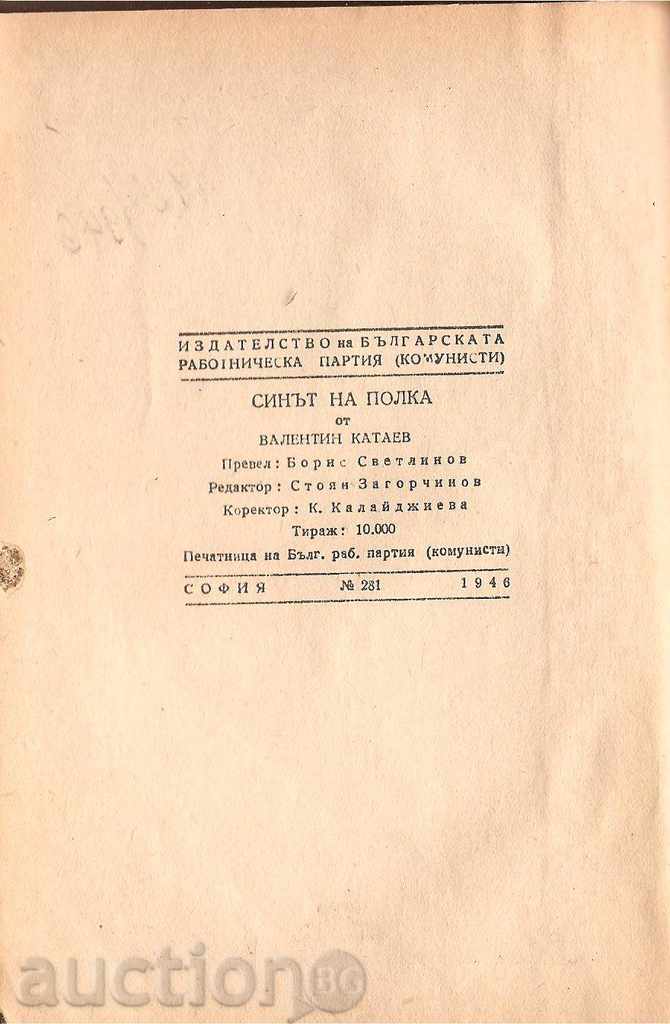 ИЗДАТЕЛСТВО на БЪЛГАРСКАТА
РАБОТНИЧЕСКА ПАРТИЯ (КОМУНИСТИ)
СИНЪТ НА ПОЛКА
от
ВАЛЕНТИН КАТАЕВ
Превел: Борис Светлинов
Редактор: Стоян Загорчинов
Коректор: К. Калайджиева
Тираж: 10.000
Печатница на Бълг. раб. партия (комунисти)
СОФИЯ № 281 1946
auction BG